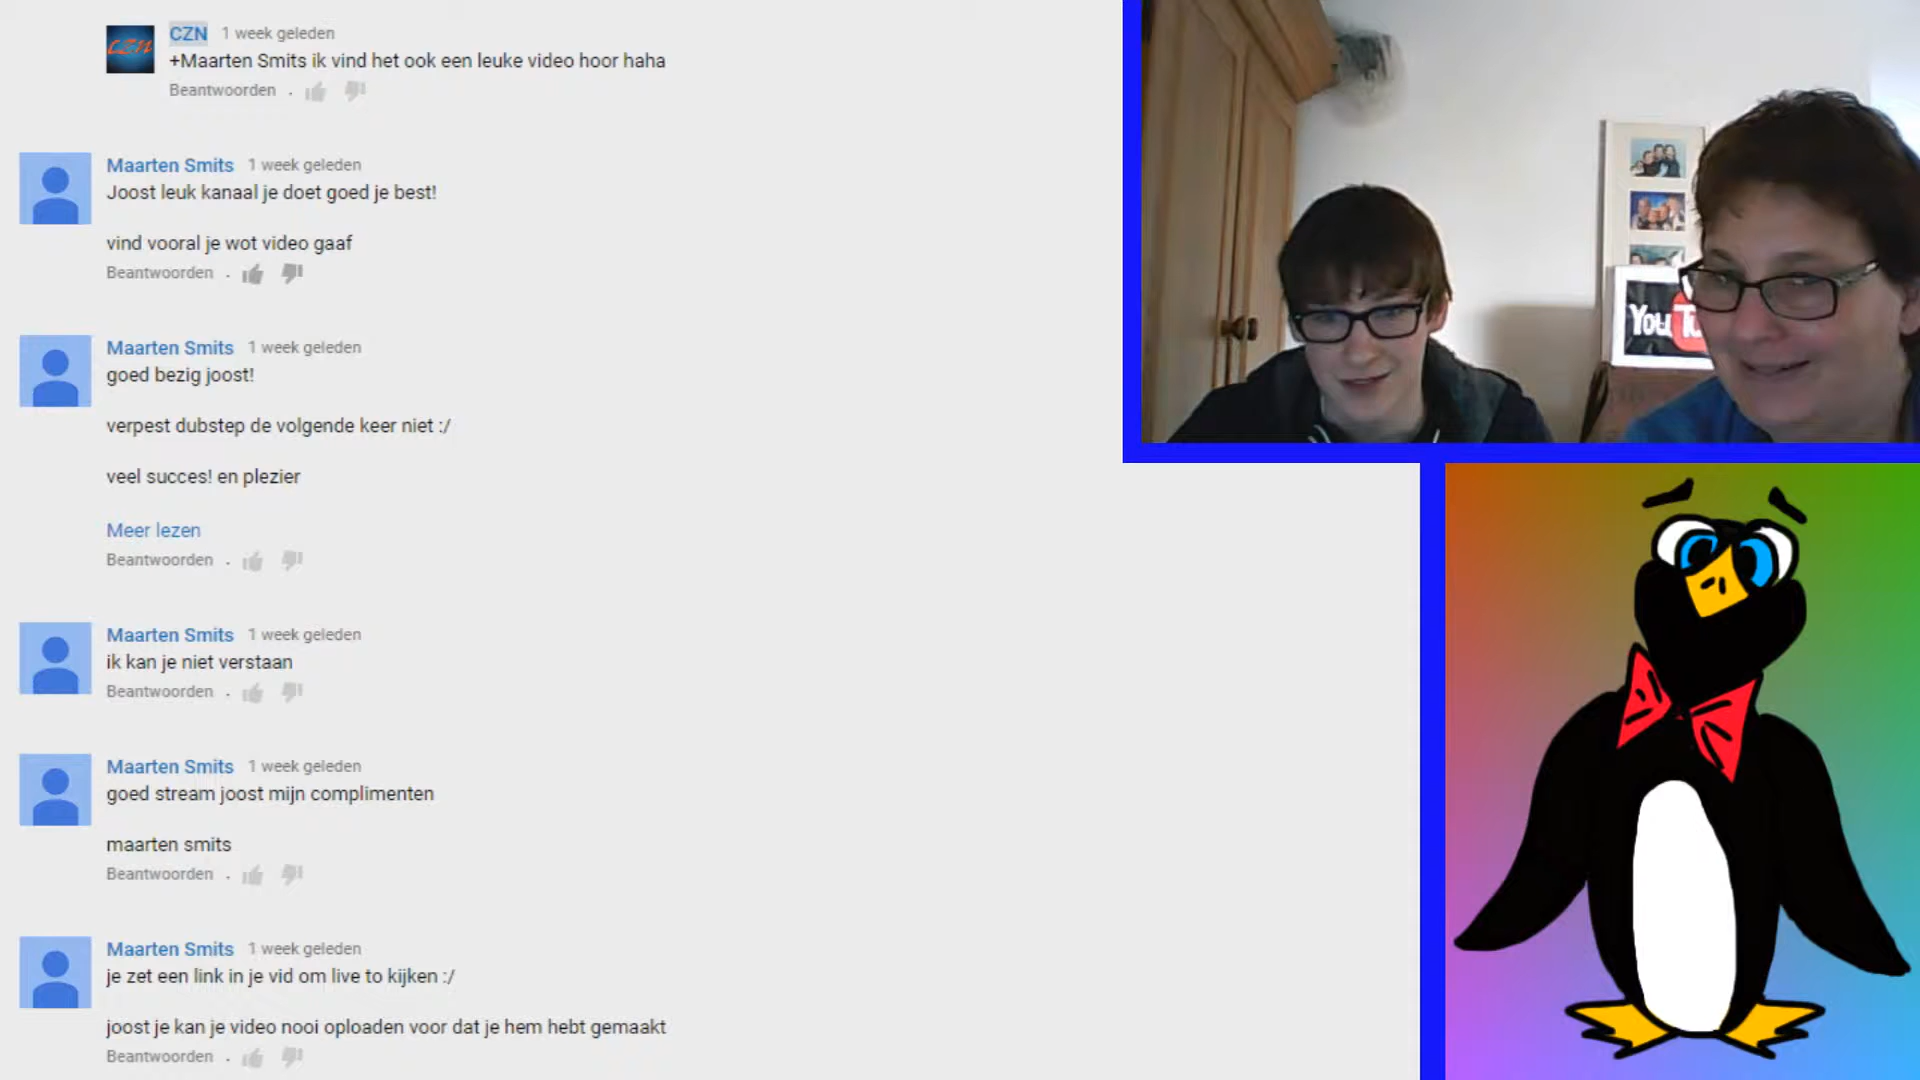 CZN 1 week geleden
+Maarten Smits ik vind het ook een leuke video hoor haha
Beantwoorden .
CZN
Maarten Smits 1 week geleden
Joost leuk kanaal je doet goed je best!
vind vooral je wot video gaaf
Beantwoorden .
Maarten Smits 1 week geleden
goed bezig joost!
verpest dubstep de volgende keer niet :/
veel succes! en plezier
Meer lezen
Beantwoorden .
Maarten Smits 1 week geleden
ik kan je niet verstaan
Beantwoorden .
Maarten Smits 1 week geleden
goed stream joost mijn complimenten
maarten smits
Beantwoorden .
Maarten Smits 1 week geleden
je zet een link in je vid om live to kijken :/
joost je kan je video nooi oploaden voor dat je hem hebt gemaakt
Beantwoorden .
You